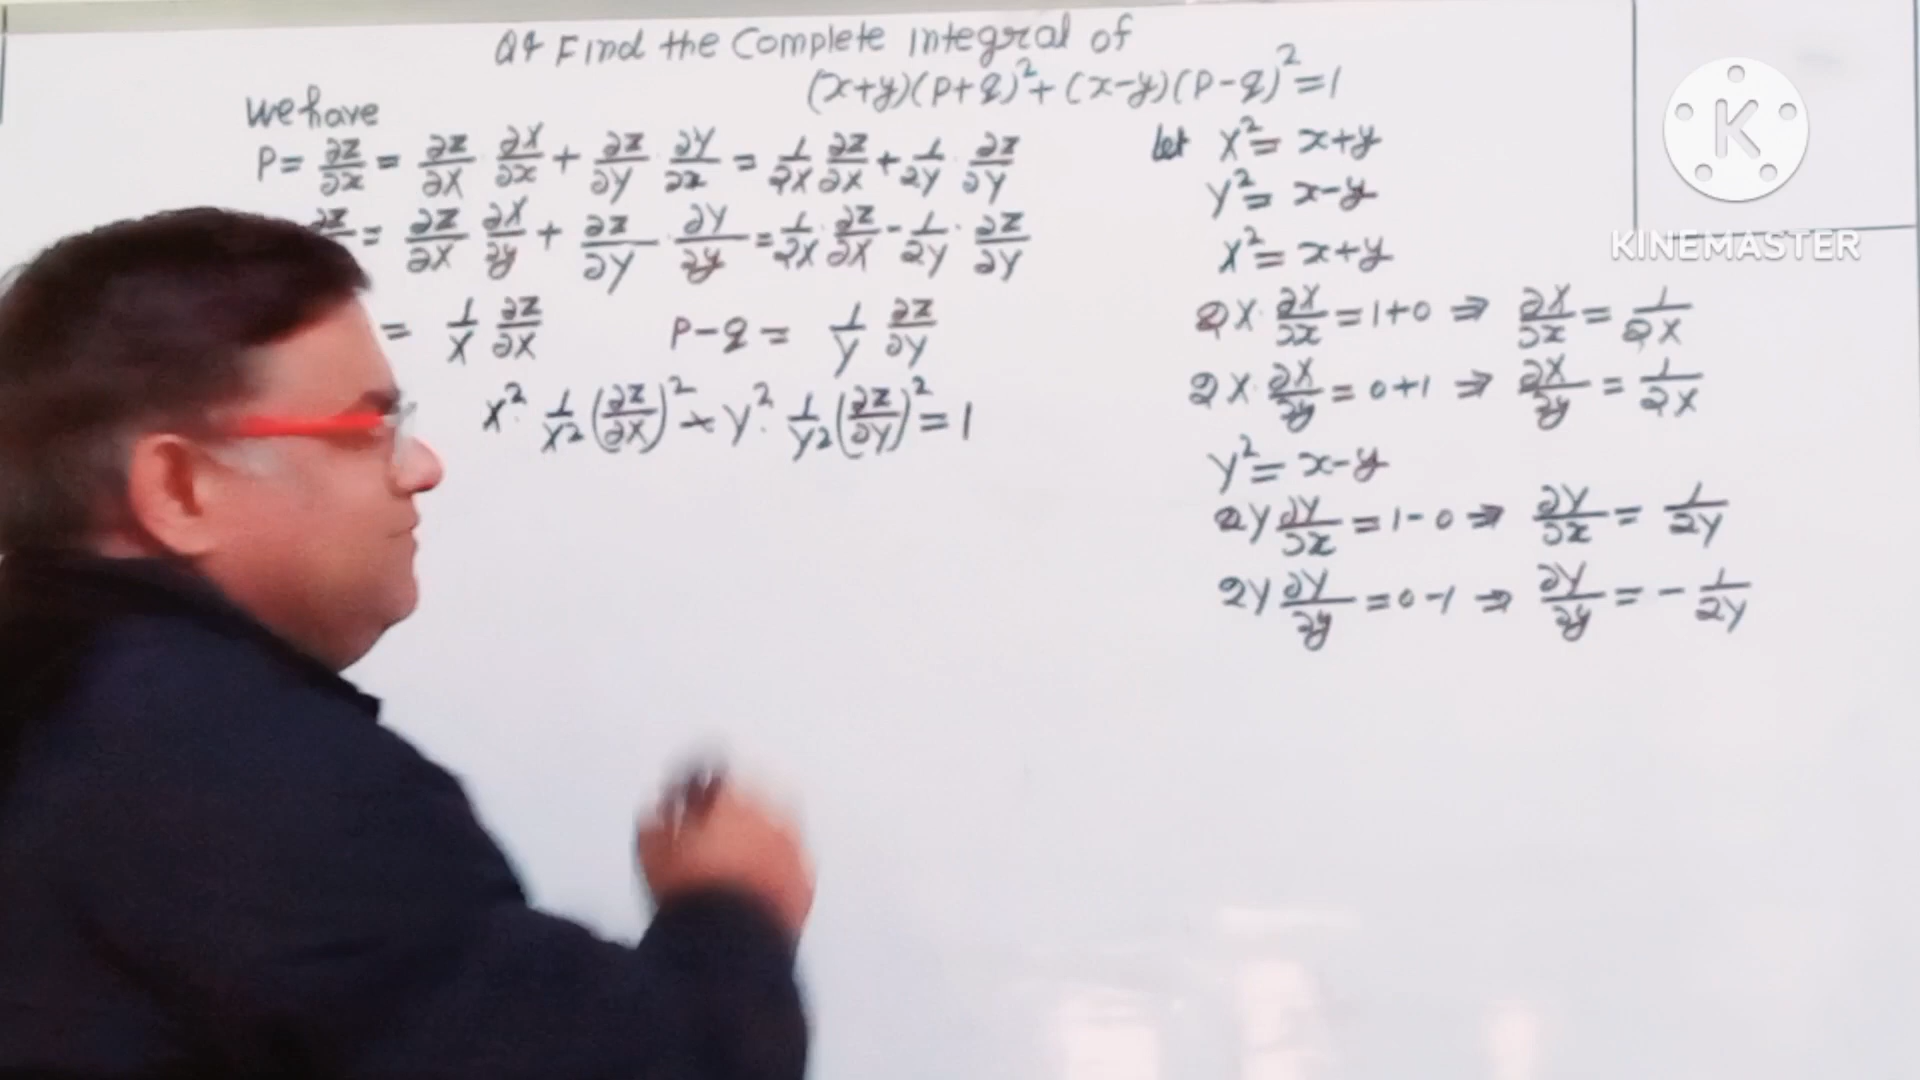 Q4 Find the Complete integral of
(x+y)(p+q)²+(x-y)(p-q)²=1
We have
P = ∂z/∂x = ∂z/∂X · ∂X/∂x + ∂z/∂Y · ∂Y/∂x = 1/2X ∂z/∂X + 1/2Y · ∂z/∂Y
∂z = ∂z/∂X ∂X/∂y + ∂z/∂Y · ∂Y/∂y = 1/2X · ∂z/∂X - 1/2Y · ∂z/∂Y
= 1/X ∂z/∂X P-q = 1/Y ∂z/∂Y
X² · 1/X² (∂z/∂X)² + Y² · 1/Y² (∂z/∂Y)² = 1
let X² = x+y
Y² = x-y
X² = x+y
2X · ∂X/∂x = 1+0 ⇒ ∂X/∂x = 1/2X
2X · ∂X/∂y = 0+1 ⇒ ∂X/∂y = 1/2X
Y² = x-y
2Y ∂Y/∂x = 1-0 ⇒ ∂Y/∂x = 1/2Y
2Y ∂Y/∂y = 0-1 ⇒ ∂Y/∂y = -1/2Y
K
KINEMASTER